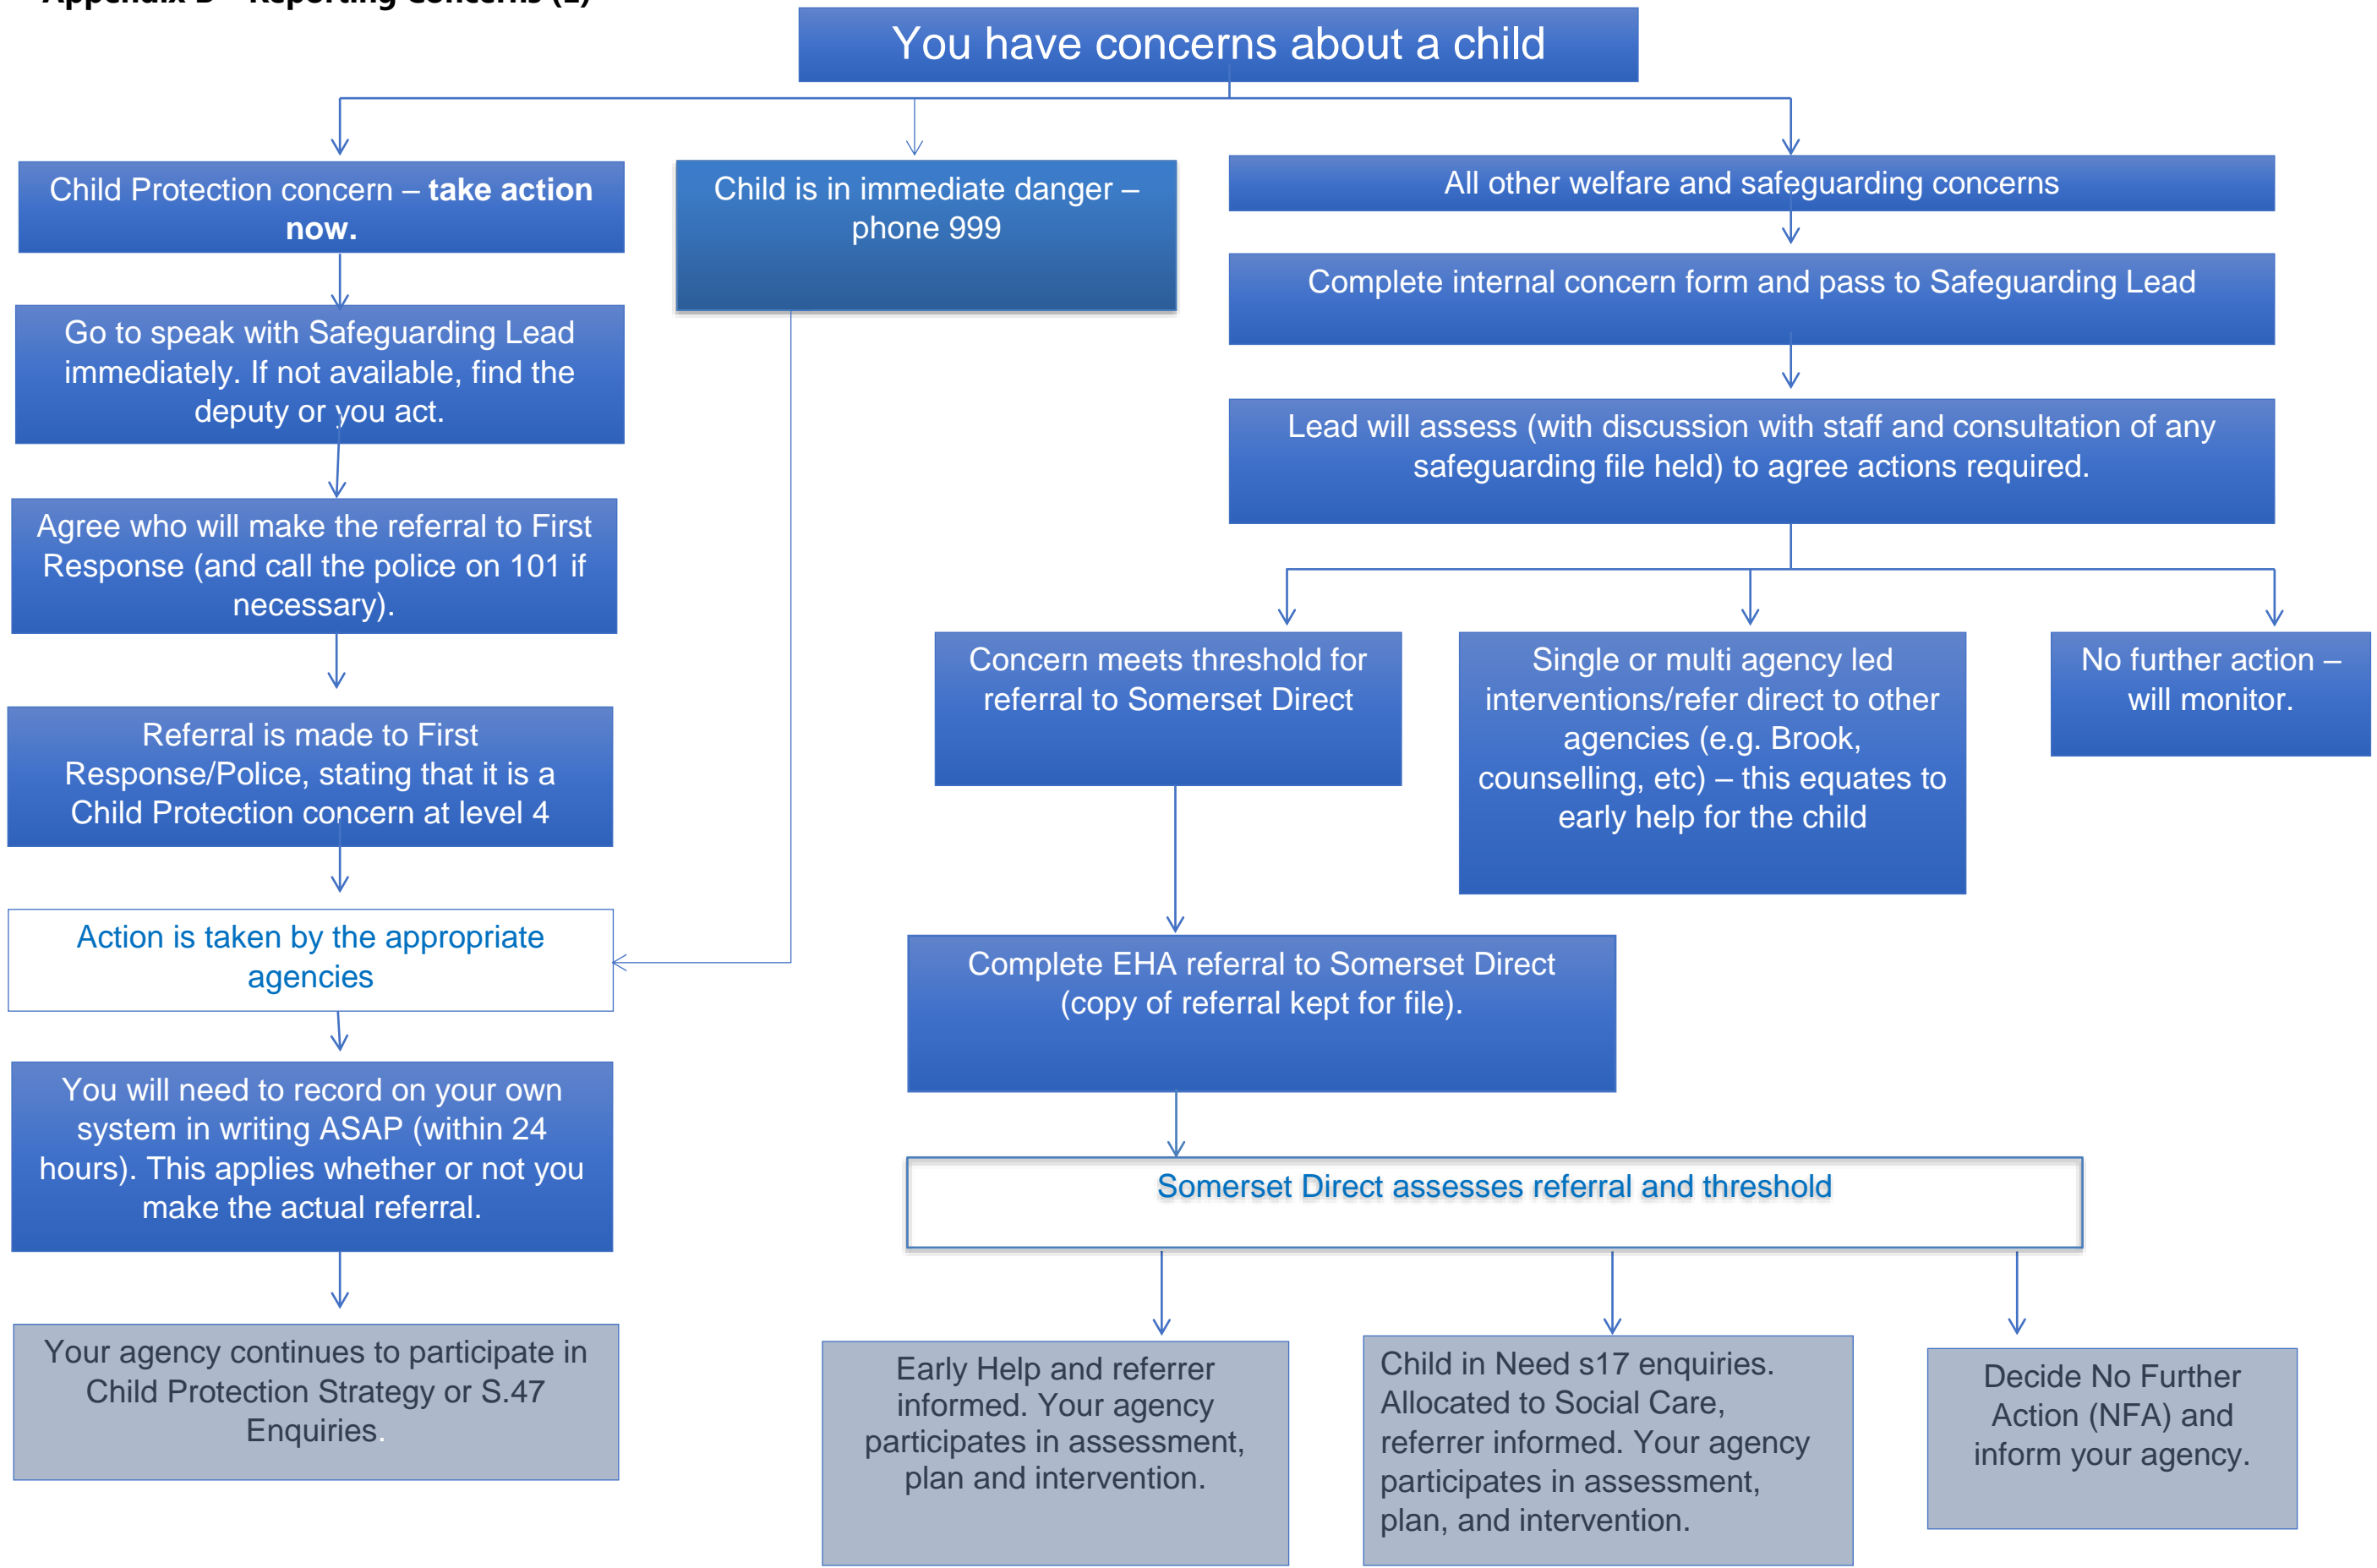 Appendix B – Reporting Concerns (2)
You have concerns about a child
Child Protection concern – take action
now.
Go to speak with Safeguarding Lead
immediately. If not available, find the
deputy or you act.
Agree who will make the referral to First
Response (and call the police on 101 if
necessary).
Referral is made to First
Response/Police, stating that it is a
Child Protection concern at level 4
Action is taken by the appropriate
agencies
You will need to record on your own
system in writing ASAP (within 24
hours). This applies whether or not you
make the actual referral.
Your agency continues to participate in
Child Protection Strategy or S.47
Enquiries.
Child is in immediate danger –
phone 999
All other welfare and safeguarding concerns
Complete internal concern form and pass to Safeguarding Lead
Lead will assess (with discussion with staff and consultation of any
safeguarding file held) to agree actions required.
Concern meets threshold for
referral to Somerset Direct
Single or multi agency led
interventions/refer direct to other
agencies (e.g. Brook,
counselling, etc) – this equates to
early help for the child
No further action –
will monitor.
Complete EHA referral to Somerset Direct
(copy of referral kept for file).
Somerset Direct assesses referral and threshold
Early Help and referrer
informed. Your agency
participates in assessment,
plan and intervention.
Child in Need s17 enquiries.
Allocated to Social Care,
referrer informed. Your agency
participates in assessment,
plan, and intervention.
Decide No Further
Action (NFA) and
inform your agency.